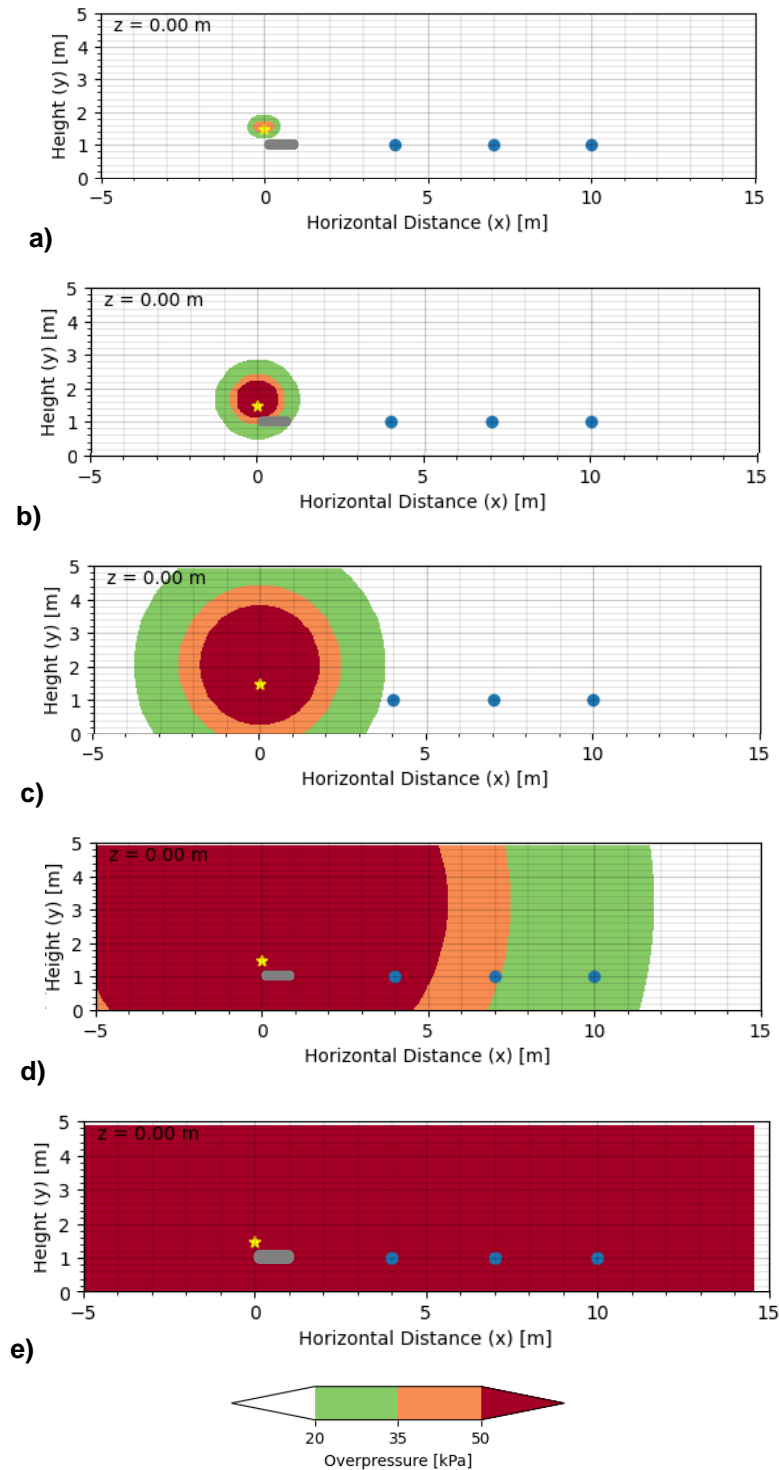 5
z = 0.00 m
4
3
2
1
0
Height (y) [m]
−5 0 5 10 15
Horizontal Distance (x) [m]
a)
5
z = 0.00 m
4
3
2
1
0
Height (y) [m]
−5 0 5 10 15
Horizontal Distance (x) [m]
b)
5
z = 0.00 m
4
3
2
1
0
Height (y) [m]
−5 0 5 10 15
Horizontal Distance (x) [m]
c)
5
z = 0.00 m
4
3
2
1
0
Height (y) [m]
−5 0 5 10 15
Horizontal Distance (x) [m]
d)
5
z = 0.00 m
4
3
2
1
0
Height (y) [m]
−5 0 5 10 15
Horizontal Distance (x) [m]
e)
20 35 50
Overpressure [kPa]